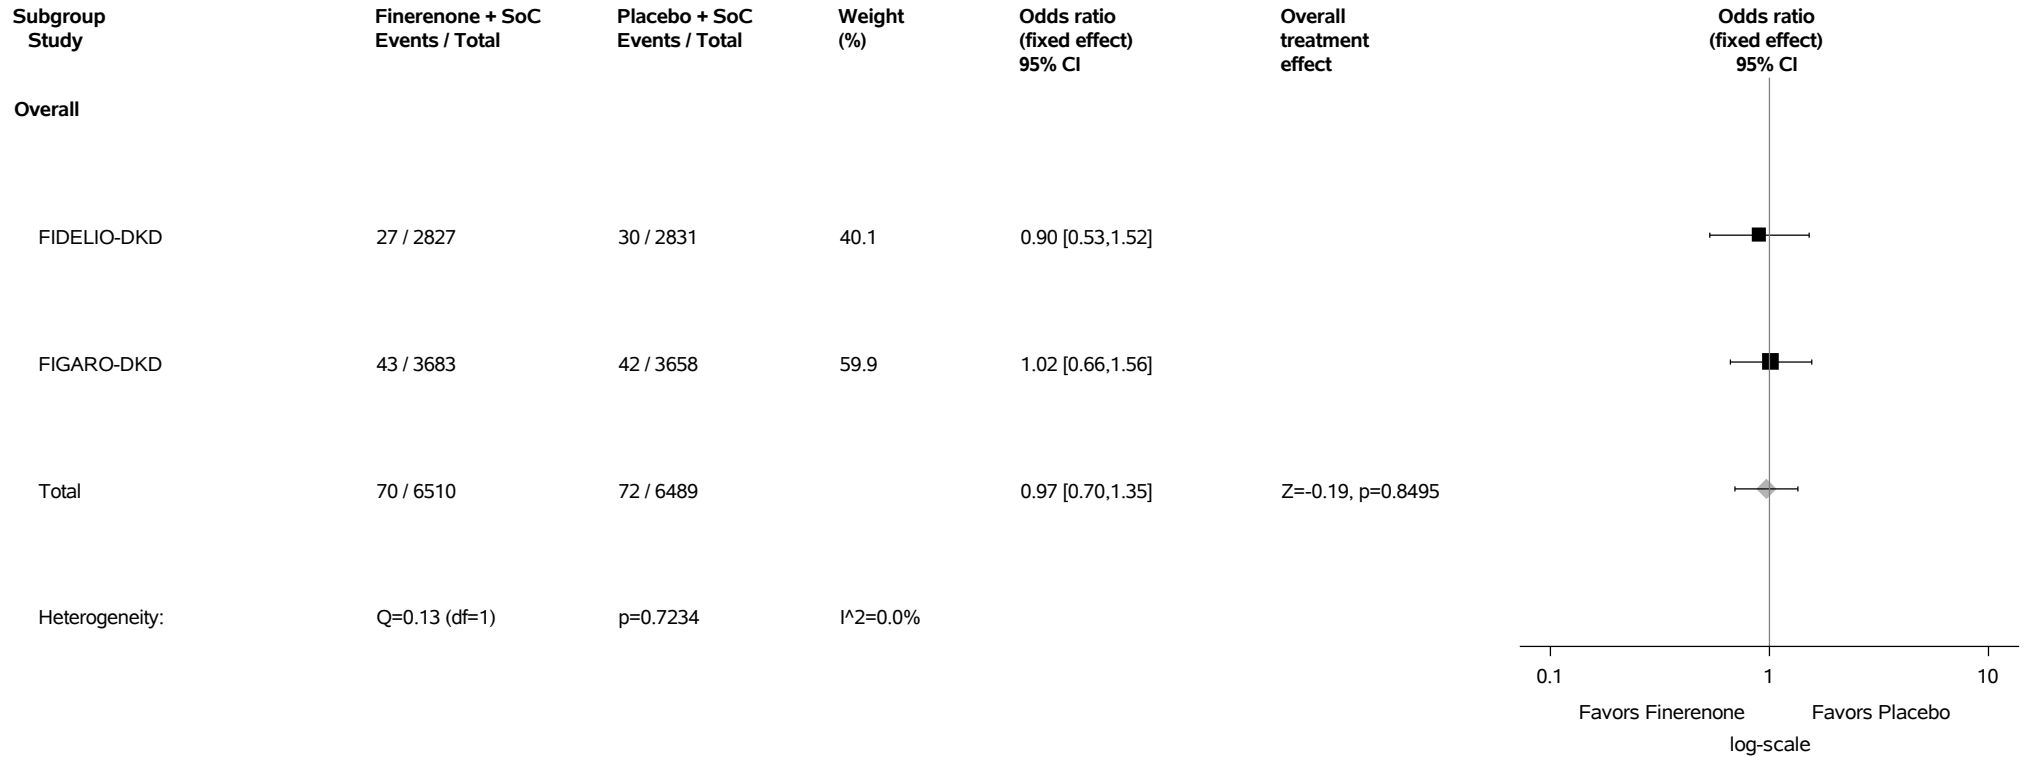 Subgroup Finerenone + SoC Placebo + SoC Weight Odds ratio Overall Odds ratio
Study Events / Total Events / Total (%) (fixed effect) treatment (fixed effect)
95% CI effect 95% CI
Overall
FIDELIO-DKD 27 / 2827 30 / 2831 40.1 0.90 [0.53,1.52]
FIGARO-DKD 43 / 3683 42 / 3658 59.9 1.02 [0.66,1.56]
Total 70 / 6510 72 / 6489 0.97 [0.70,1.35] Z=-0.19, p=0.8495
Heterogeneity: Q=0.13 (df=1) p=0.7234 I^2=0.0%
0.1 1 10
Favors Finerenone Favors Placebo
log-scale